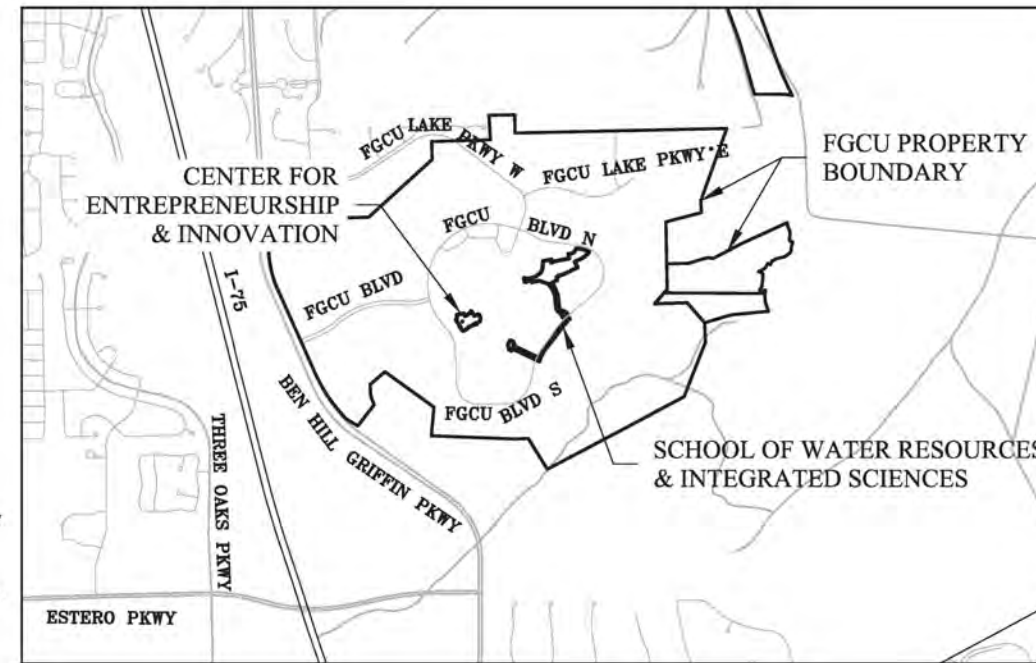 FGCU LAKE PKWY W
FGCU LAKE PKWY E
FGCU PROPERTY
BOUNDARY
CENTER FOR
ENTREPRENEURSHIP
& INNOVATION
FGCU BLVD N
I-75
FGCU BLVD
BEN HILL GRIFFIN PKWY
FGCU BLVD S
THREE OAKS PKWY
SCHOOL OF WATER RESOURCES
& INTEGRATED SCIENCES
ESTERO PKWY